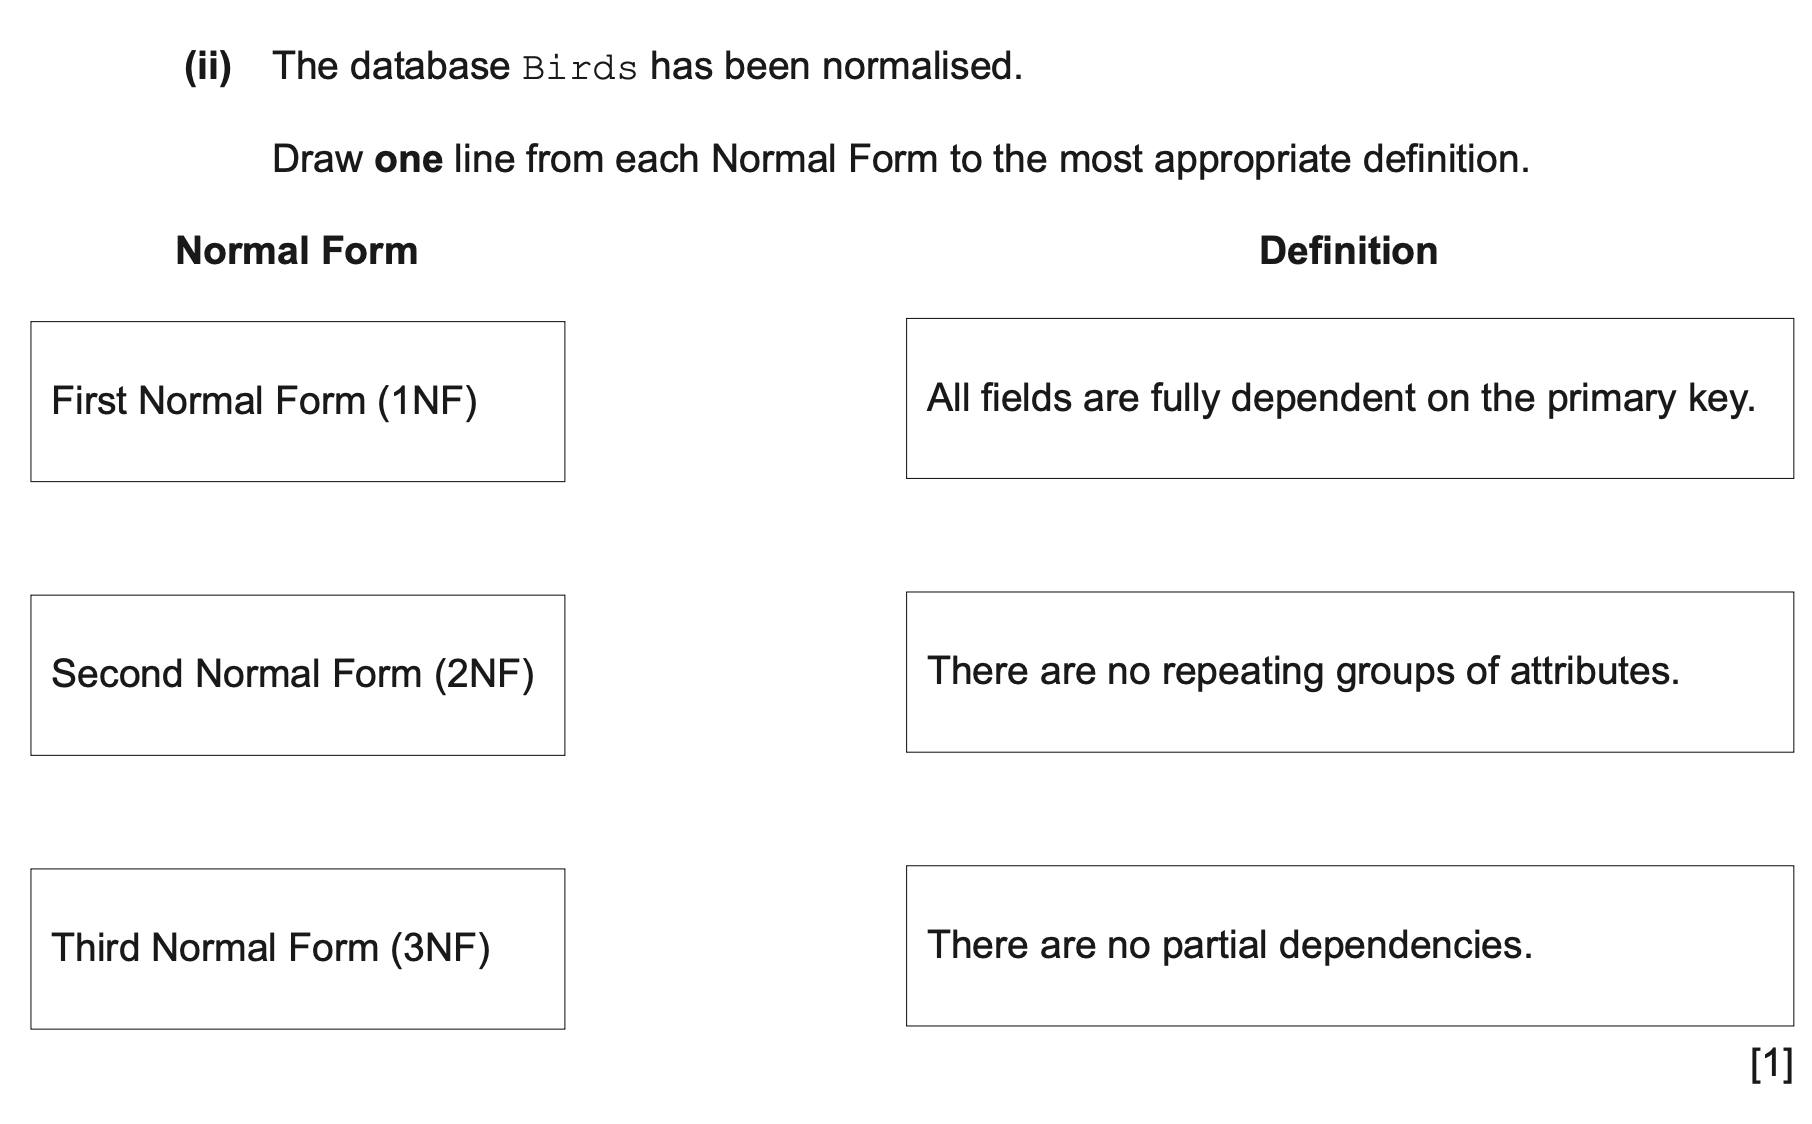 (ii) The database Birds has been normalised.
Draw one line from each Normal Form to the most appropriate definition.
Normal Form
Definition
First Normal Form (1NF)
All fields are fully dependent on the primary key.
Second Normal Form (2NF)
There are no repeating groups of attributes.
Third Normal Form (3NF)
There are no partial dependencies.
[1]